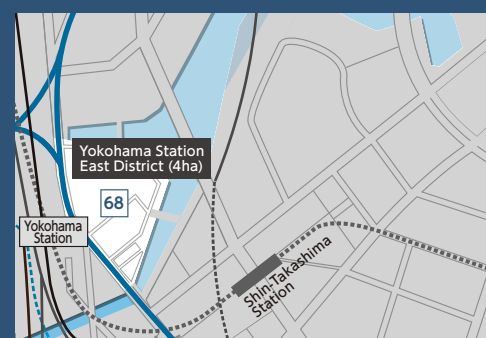 Yokohama Station
East District (4ha)
68
Yokohama
Station
Shin-Takashima
Station